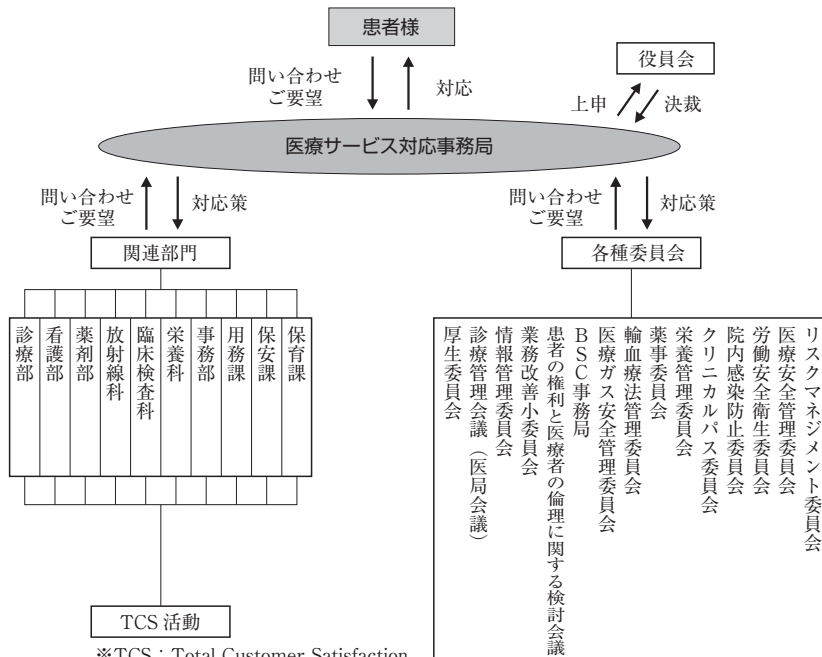 患者様
問い合わせ
ご要望
対応
役員会
上申
決裁
医療サービス対応事務局
問い合わせ
ご要望
対応策
問い合わせ
ご要望
対応策
関連部門
各種委員会
診療部
看護部
薬剤部
放射線科
臨床検査科
栄養科
事務部
用務課
保安課
保育課
リスクマネジメント委員会
医療安全管理委員会
労働安全衛生委員会
院内感染防止委員会
クリニカルパス委員会
栄養管理委員会
薬事委員会
輸血療法管理委員会
医療ガス安全管理委員会
BSC事務局
患者の権利と医療者の倫理に関する検討会議
業務改善小委員会
情報管理委員会
診療管理会議(医局会議)
厚生委員会
TCS 活動
※TCS:Total Customer Satisfaction